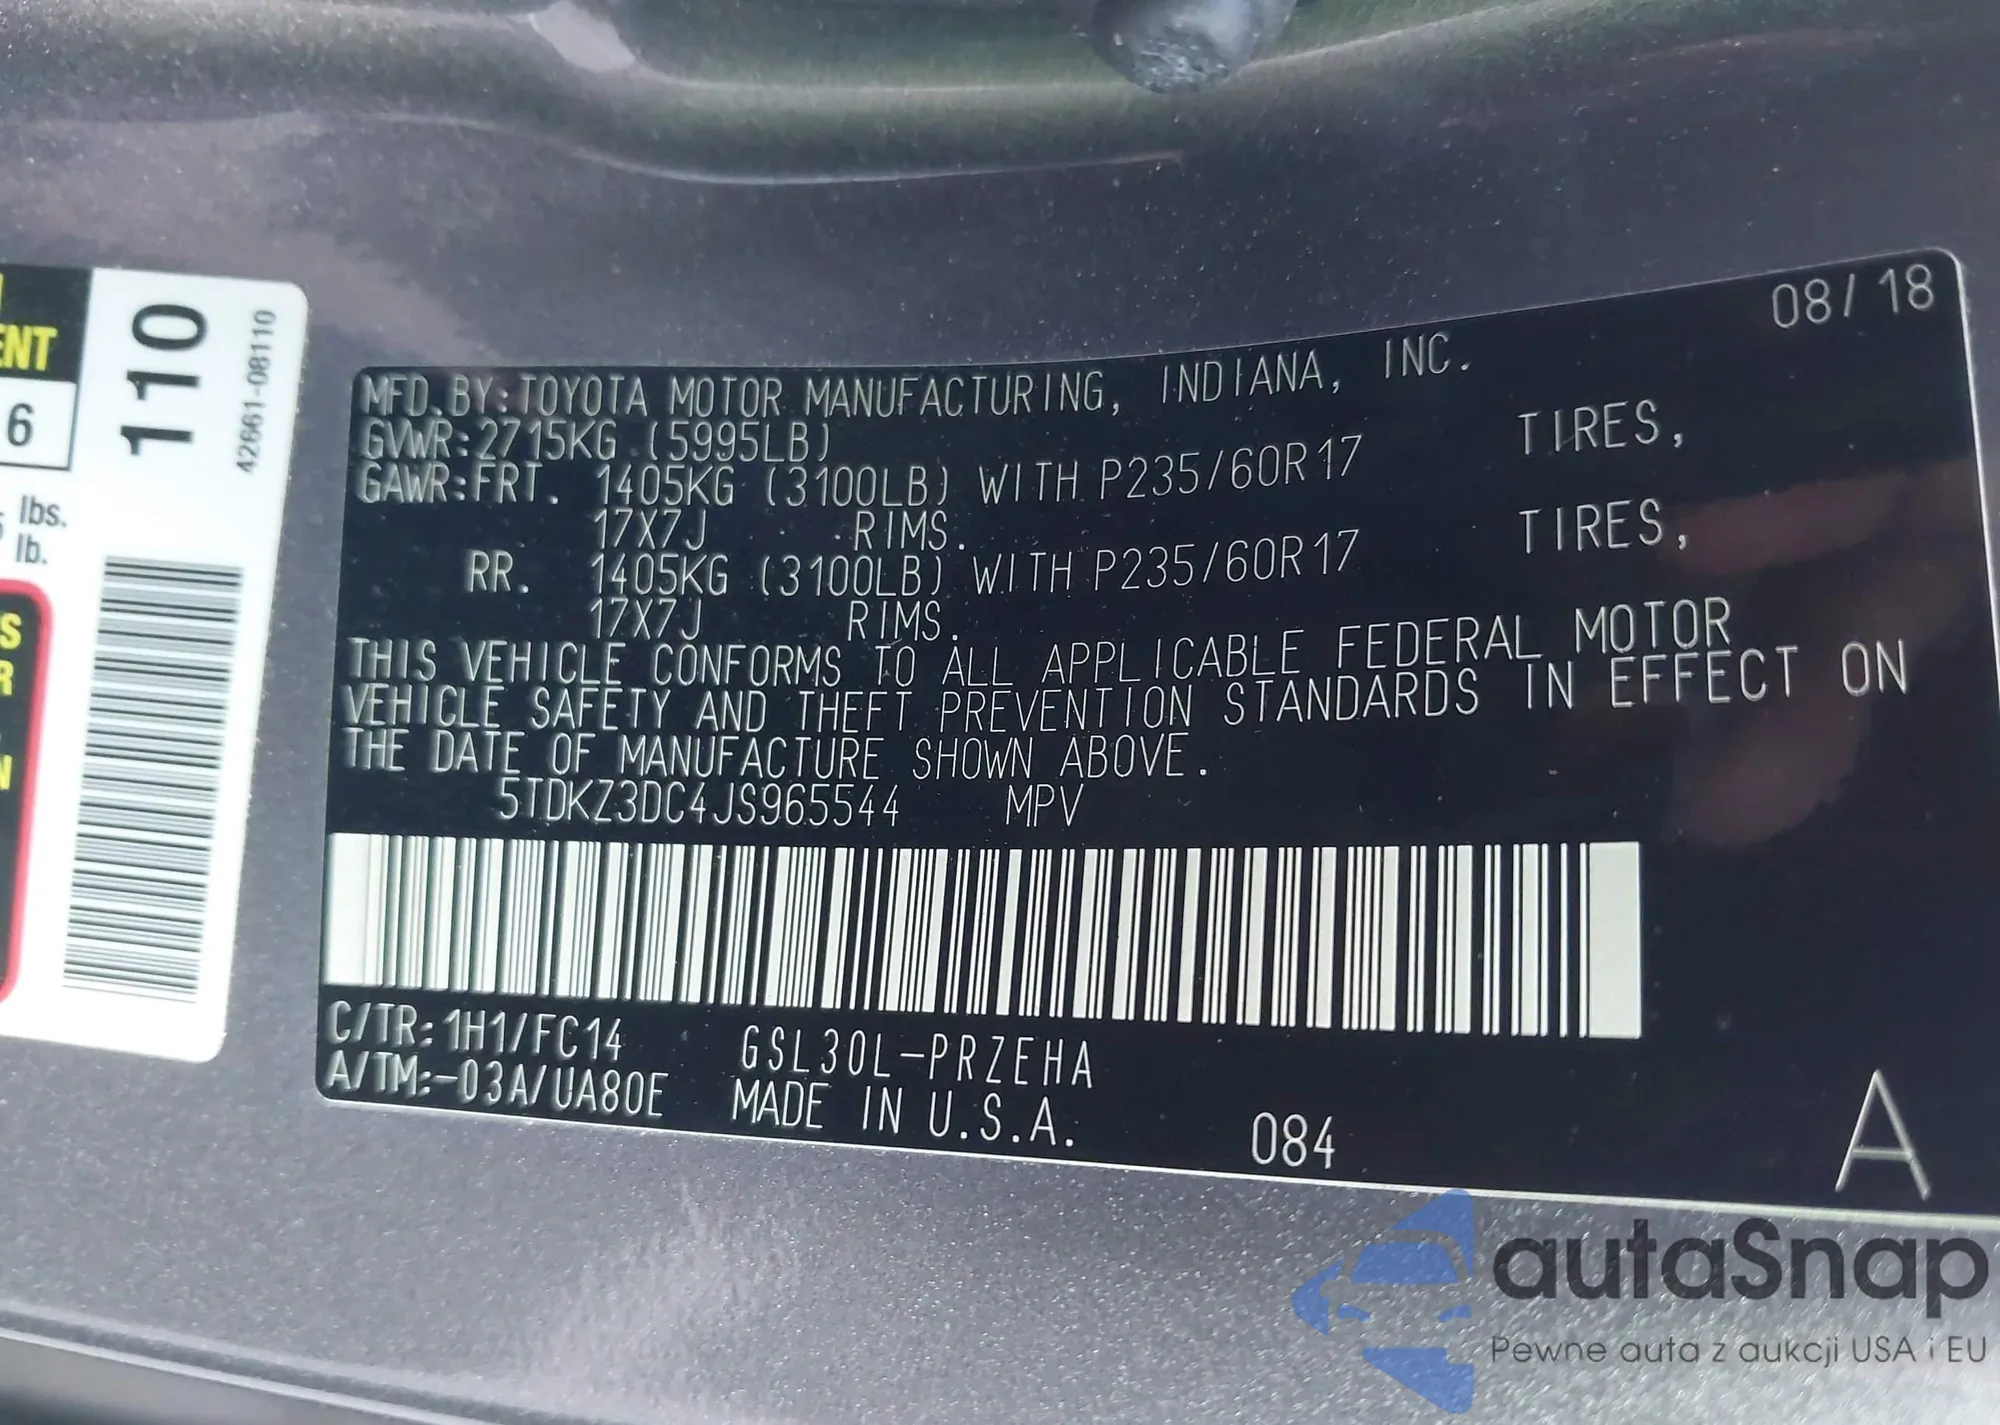 ENT
6
110
42661-08110
lbs.
lb.
S
R
N
08/18
MFD. BY: TOYOTA MOTOR MANUFACTURING, INDIANA, INC.
GVWR: 2715KG (5995LB)
GAWR: FRT. 1405KG (3100LB) WITH P235/60R17 TIRES,
17X7J RIMS.
RR. 1405KG (3100LB) WITH P235/60R17 TIRES,
17X7J RIMS.
THIS VEHICLE CONFORMS TO ALL APPLICABLE FEDERAL MOTOR
VEHICLE SAFETY AND THEFT PREVENTION STANDARDS IN EFFECT ON
THE DATE OF MANUFACTURE SHOWN ABOVE.
5TDKZ3DC4JS965544 MPV
C/TR: 1H1/FC14 GSL30L-PRZEHA
A/TM: -03A/UA80E MADE IN U.S.A.
084
A
autaSnap
Pewne auta z aukcji USA i EU